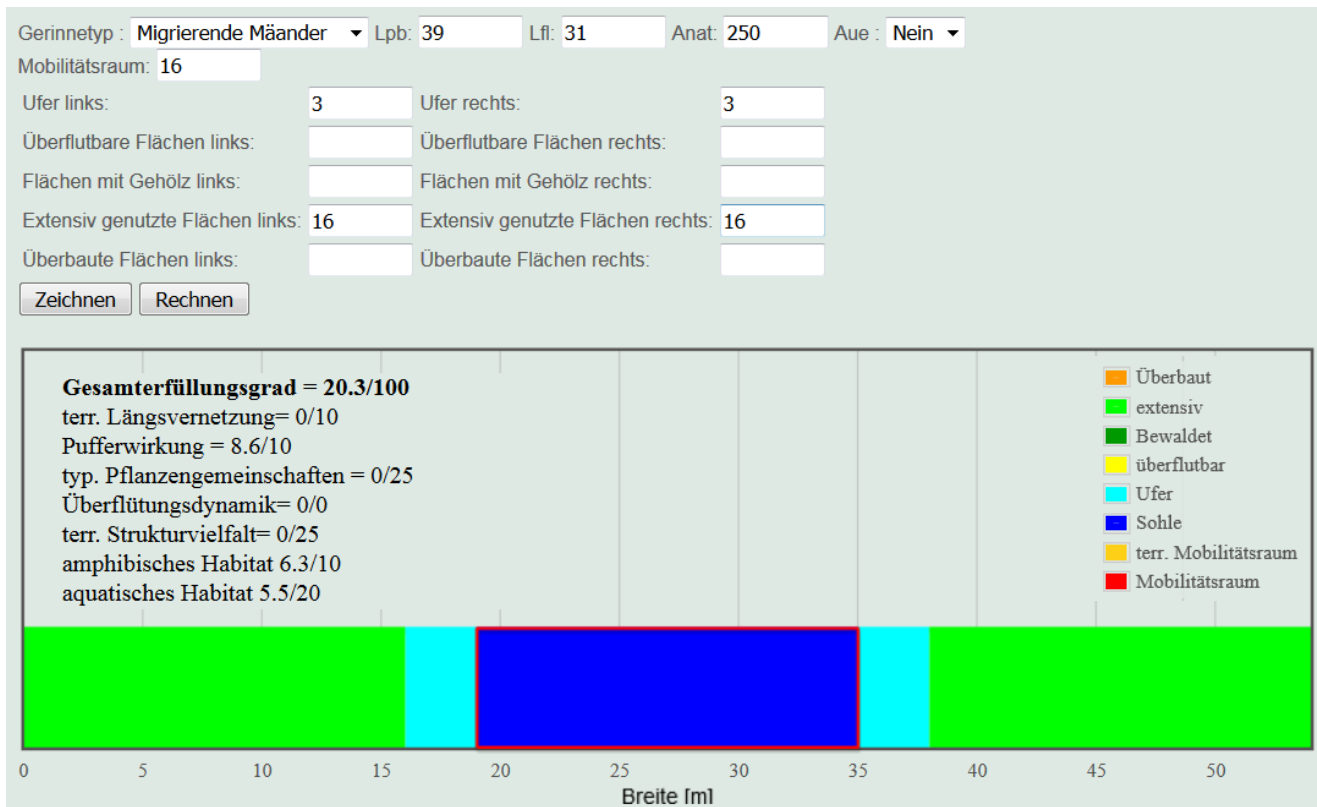 Gerinnetyp : Migrierende Mäander Lpb: 39 Lfl: 31 Anat: 250 Aue : Nein
Mobilitätsraum: 16
Ufer links: 3 Ufer rechts: 3
Überflutbare Flächen links: Überflutbare Flächen rechts:
Flächen mit Gehölz links: Flächen mit Gehölz rechts:
Extensiv genutzte Flächen links: 16 Extensiv genutzte Flächen rechts: 16
Überbaute Flächen links: Überbaute Flächen rechts:
Zeichnen Rechnen
Gesamterfüllungsgrad = 20.3/100
terr. Längsvernetzung= 0/10
Pufferwirkung = 8.6/10
typ. Pflanzengemeinschaften = 0/25
Überflütungsdynamik= 0/0
terr. Strukturvielfalt= 0/25
amphibisches Habitat 6.3/10
aquatisches Habitat 5.5/20
Überbaut
extensiv
Bewaldet
überflutbar
Ufer
Sohle
terr. Mobilitätsraum
Mobilitätsraum
0 5 10 15 20 25 30 35 40 45 50
Breite [m]